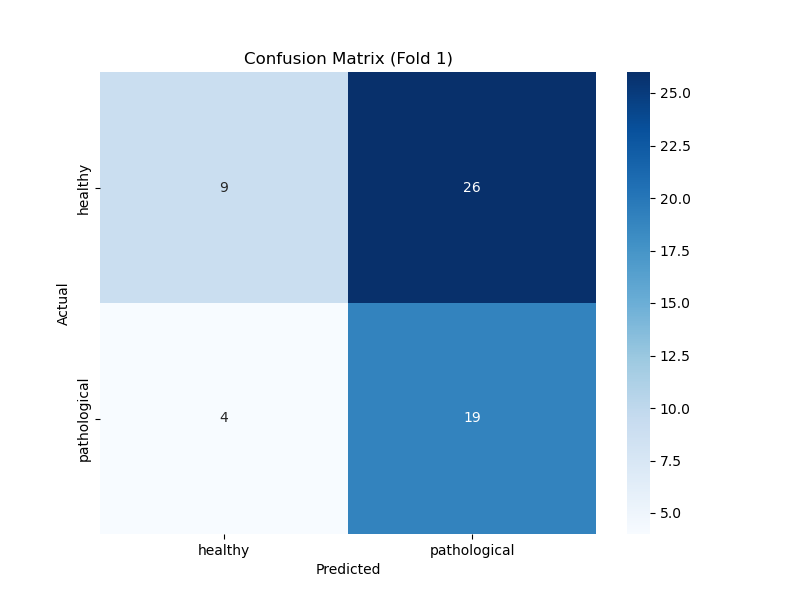 Confusion Matrix (Fold 1)
healthy
pathological
Actual
9
26
4
19
healthy
pathological
Predicted
25.0
22.5
20.0
17.5
15.0
12.5
10.0
7.5
5.0